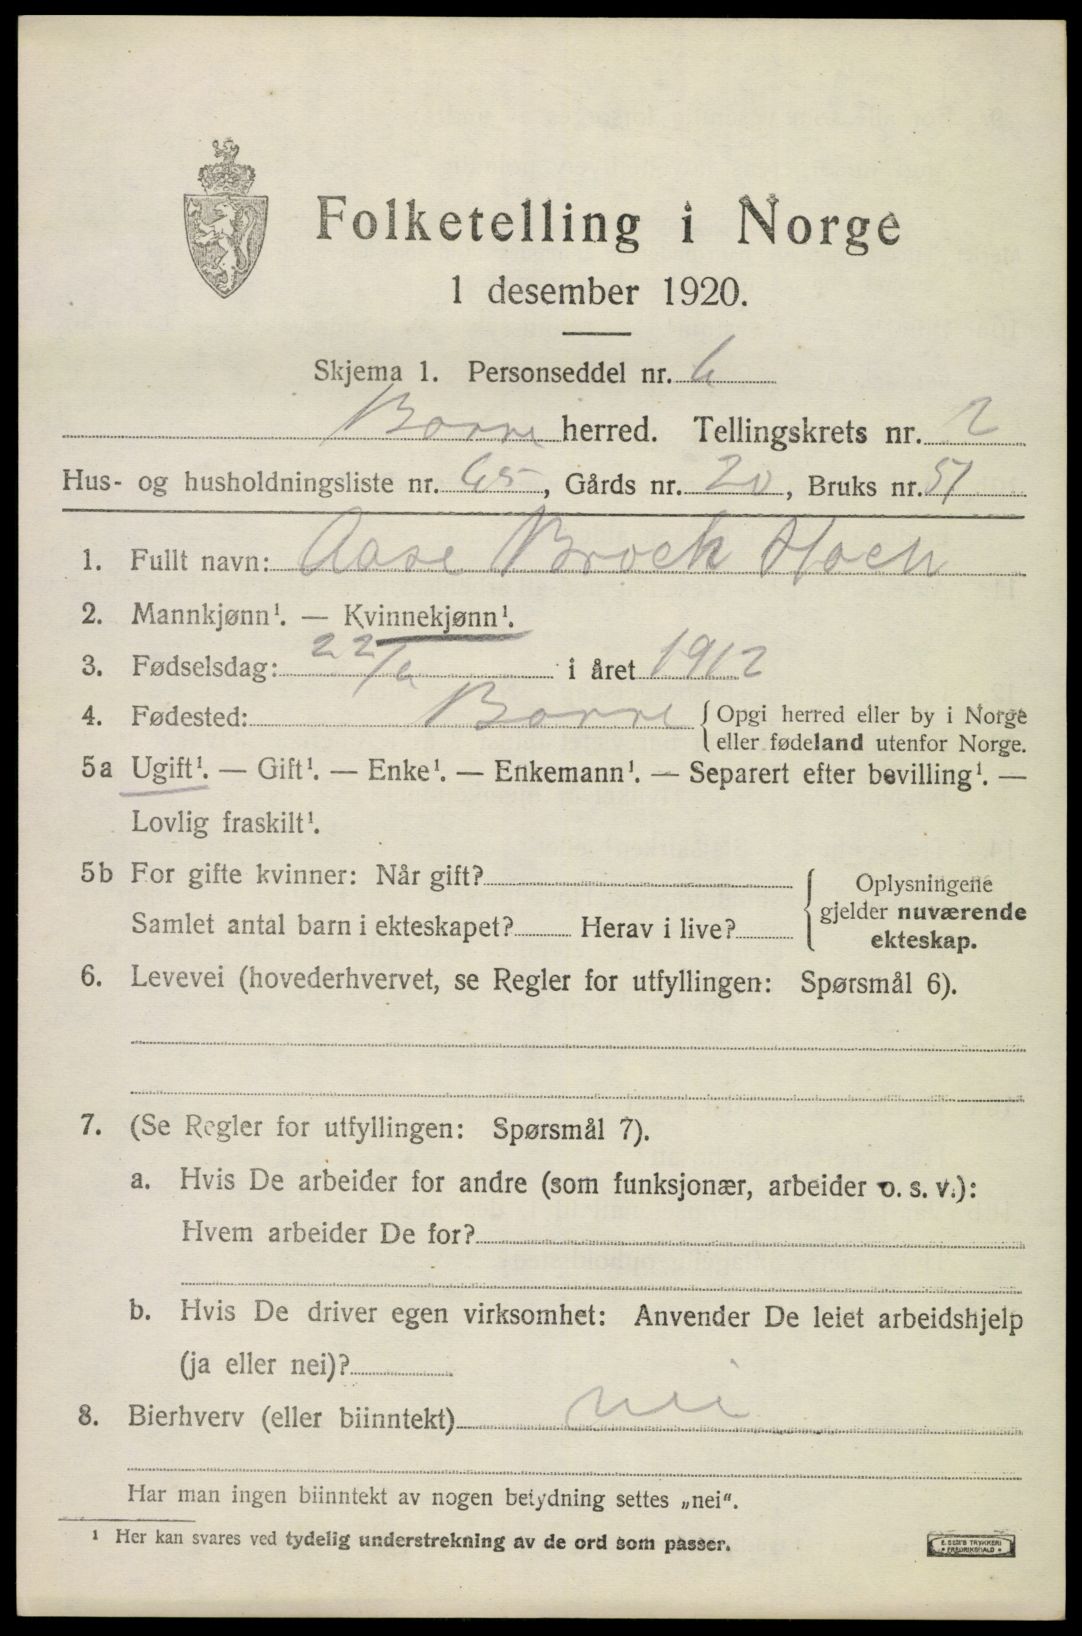 Folketelling i Norge
1 desember 1920.
Skjema 1. Personseddel nr. 6
Borre herred. Tellingskrets nr. 2
Hus- og husholdningsliste nr. 65, Gårds nr. 20, Bruks nr. 51
1. Fullt navn: Aase Brock Hoch
2. Mannkjønn¹. — Kvinnekjønn¹.
3. Fødselsdag: 22/6 i året 1912
4. Fødested: Borre { Opgi herred eller by i Norge
eller fødeland utenfor Norge.
5a Ugift¹. — Gift¹. — Enke¹. — Enkemann¹. — Separert efter bevilling¹. —
Lovlig fraskilt¹.
5b For gifte kvinner: Når gift? Oplysningene
gjelder nuværende
Samlet antal barn i ekteskapet? Herav i live? ekteskap.
6. Levevei (hovederhvervet, se Regler for utfyllingen: Spørsmål 6).
7. (Se Regler for utfyllingen: Spørsmål 7).
a. Hvis De arbeider for andre (som funksjonær, arbeider o. s. v.):
Hvem arbeider De for?
b. Hvis De driver egen virksomhet: Anvender De leiet arbeidshjelp
(ja eller nei)?
8. Bierhverv (eller biinntekt) nei
Har man ingen biinntekt av nogen betydning settes „nei“.
¹ Her kan svares ved tydelig understrekning av de ord som passer.
E. SEM'S TRYKKERI
FREDRIKSHALD